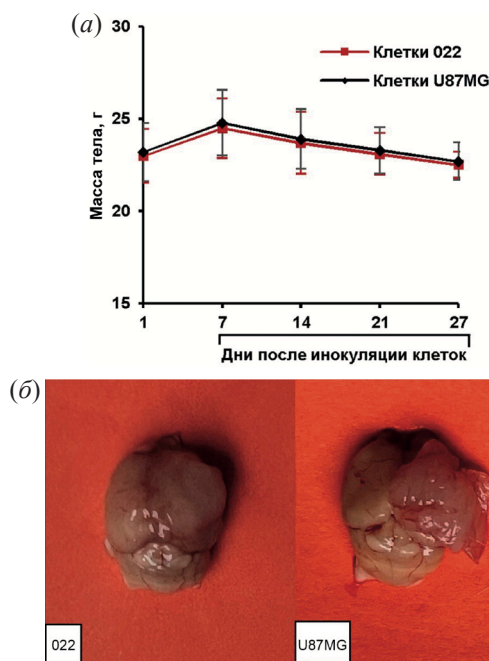 (а)
30
25
20
15
Масса тела, г
Клетки 022
Клетки U87MG
1 7 14 21 27
Дни после инокуляции клеток
(б)
022
U87MG